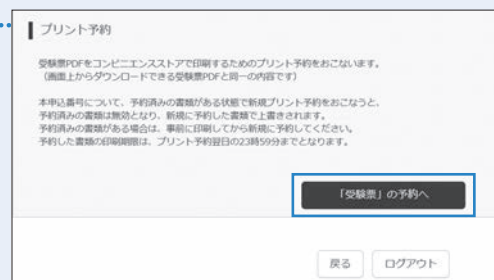 プリント予約
受験票PDFをコンビニエンスストアで印刷するためのプリント予約をおこないます。
（画面上からダウンロードできる受験票PDFと同一の内容です）
本申込番号について、予約済みの書類がある状態で新規プリント予約をおこなうと、
予約済みの書類は無効となり、新規に予約した書類で上書きされます。
予約済みの書類がある場合は、事前に印刷してから新規に予約してください。
予約した書類の印刷期限は、プリント予約翌日の23時59分までとなります。
「受験票」の予約へ
戻る ログアウト